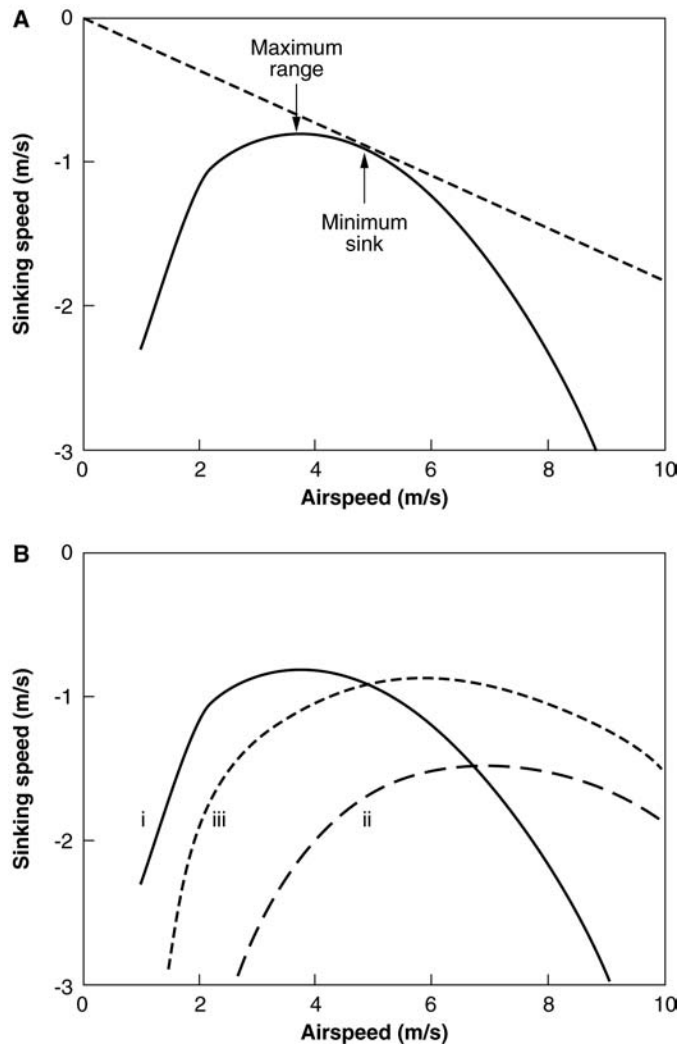 A
0
Maximum
range
-1
Minimum
sink
-2
-3
Sinking speed (m/s)
0
2
4
6
8
10
Airspeed (m/s)
B
0
-1
i
iii
ii
-2
-3
Sinking speed (m/s)
0
2
4
6
8
10
Airspeed (m/s)